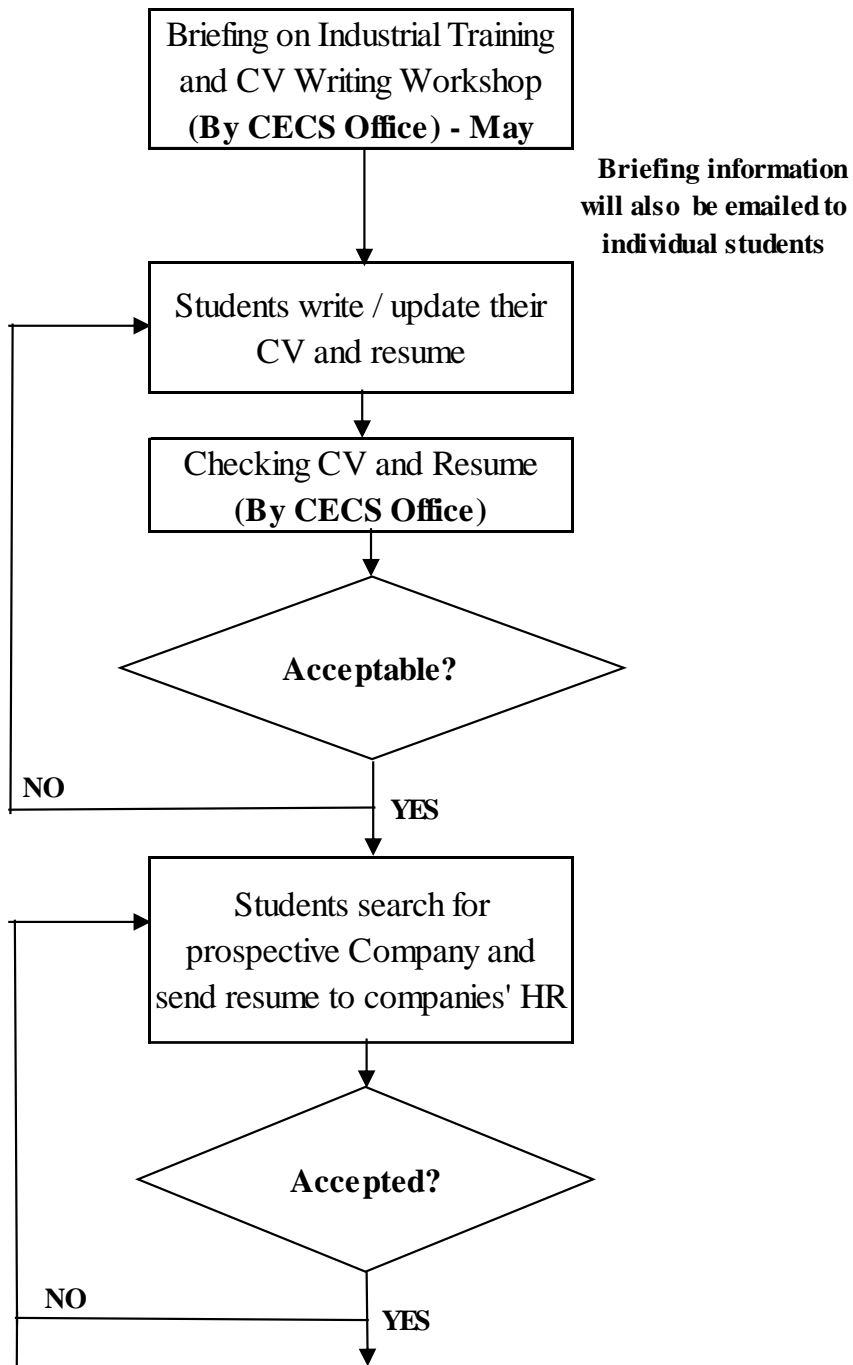 Briefing on Industrial Training
and CV Writing Workshop
(By CECS Office) - May
Briefing information
will also be emailed to
individual students
Students write / update their
CV and resume
Checking CV and Resume
(By CECS Office)
Acceptable?
NO
YES
Students search for
prospective Company and
send resume to companies' HR
Accepted?
NO
YES